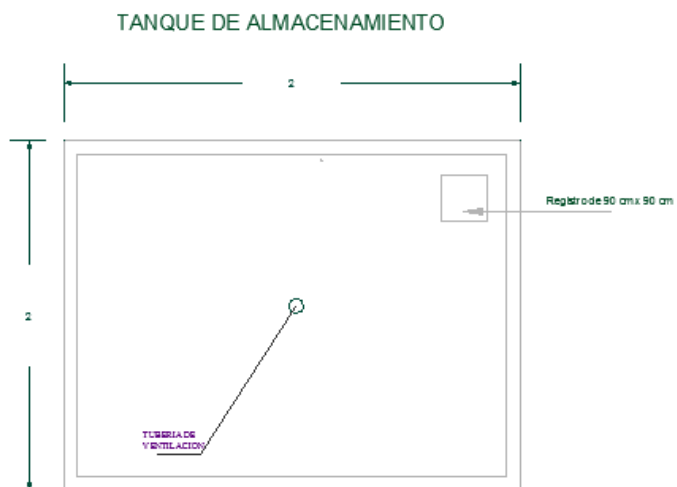 TANQUE DE ALMACENAMIENTO
2
Registro de 90 cm x 90 cm
2
TUBERIA DE
VENTILACION